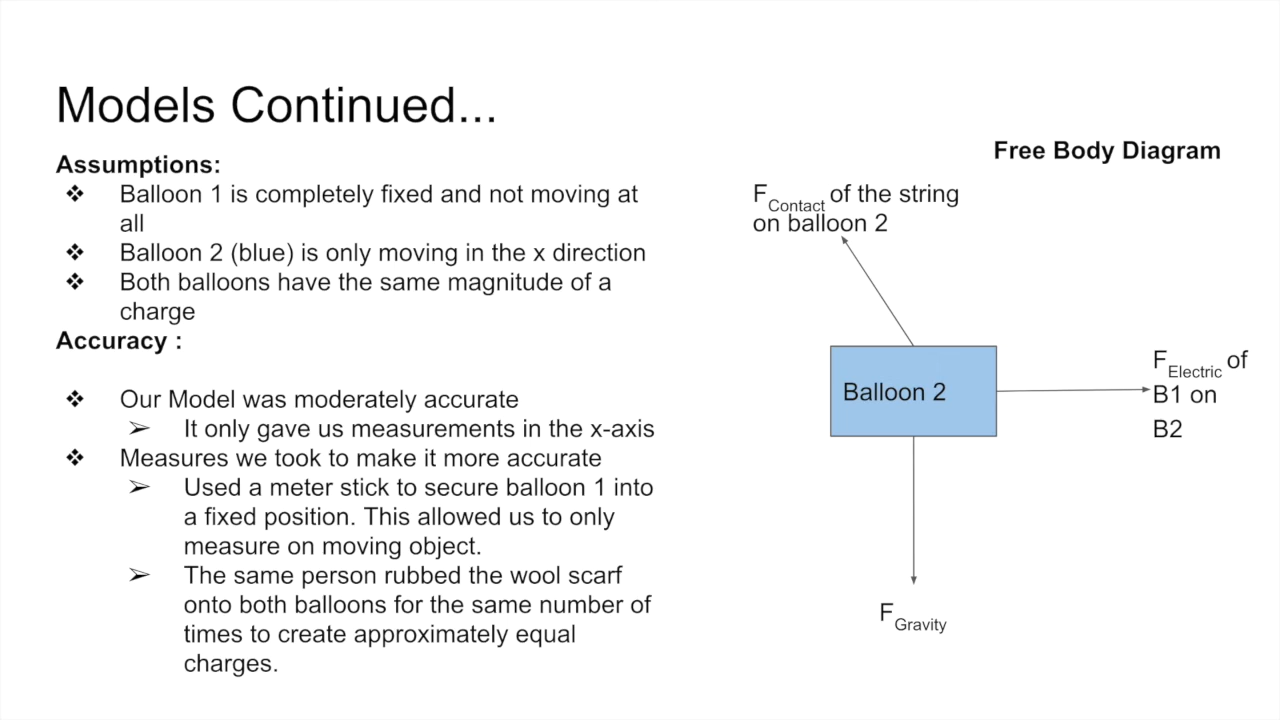 Models Continued...
Assumptions:
❖ Balloon 1 is completely fixed and not moving at
all
❖ Balloon 2 (blue) is only moving in the x direction
❖ Both balloons have the same magnitude of a
charge
Accuracy :
❖ Our Model was moderately accurate
➢ It only gave us measurements in the x-axis
❖ Measures we took to make it more accurate
➢ Used a meter stick to secure balloon 1 into
a fixed position. This allowed us to only
measure on moving object.
➢ The same person rubbed the wool scarf
onto both balloons for the same number of
times to create approximately equal
charges.
Free Body Diagram
FContact of the string
on balloon 2
Balloon 2
FElectric of
B1 on
B2
FGravity